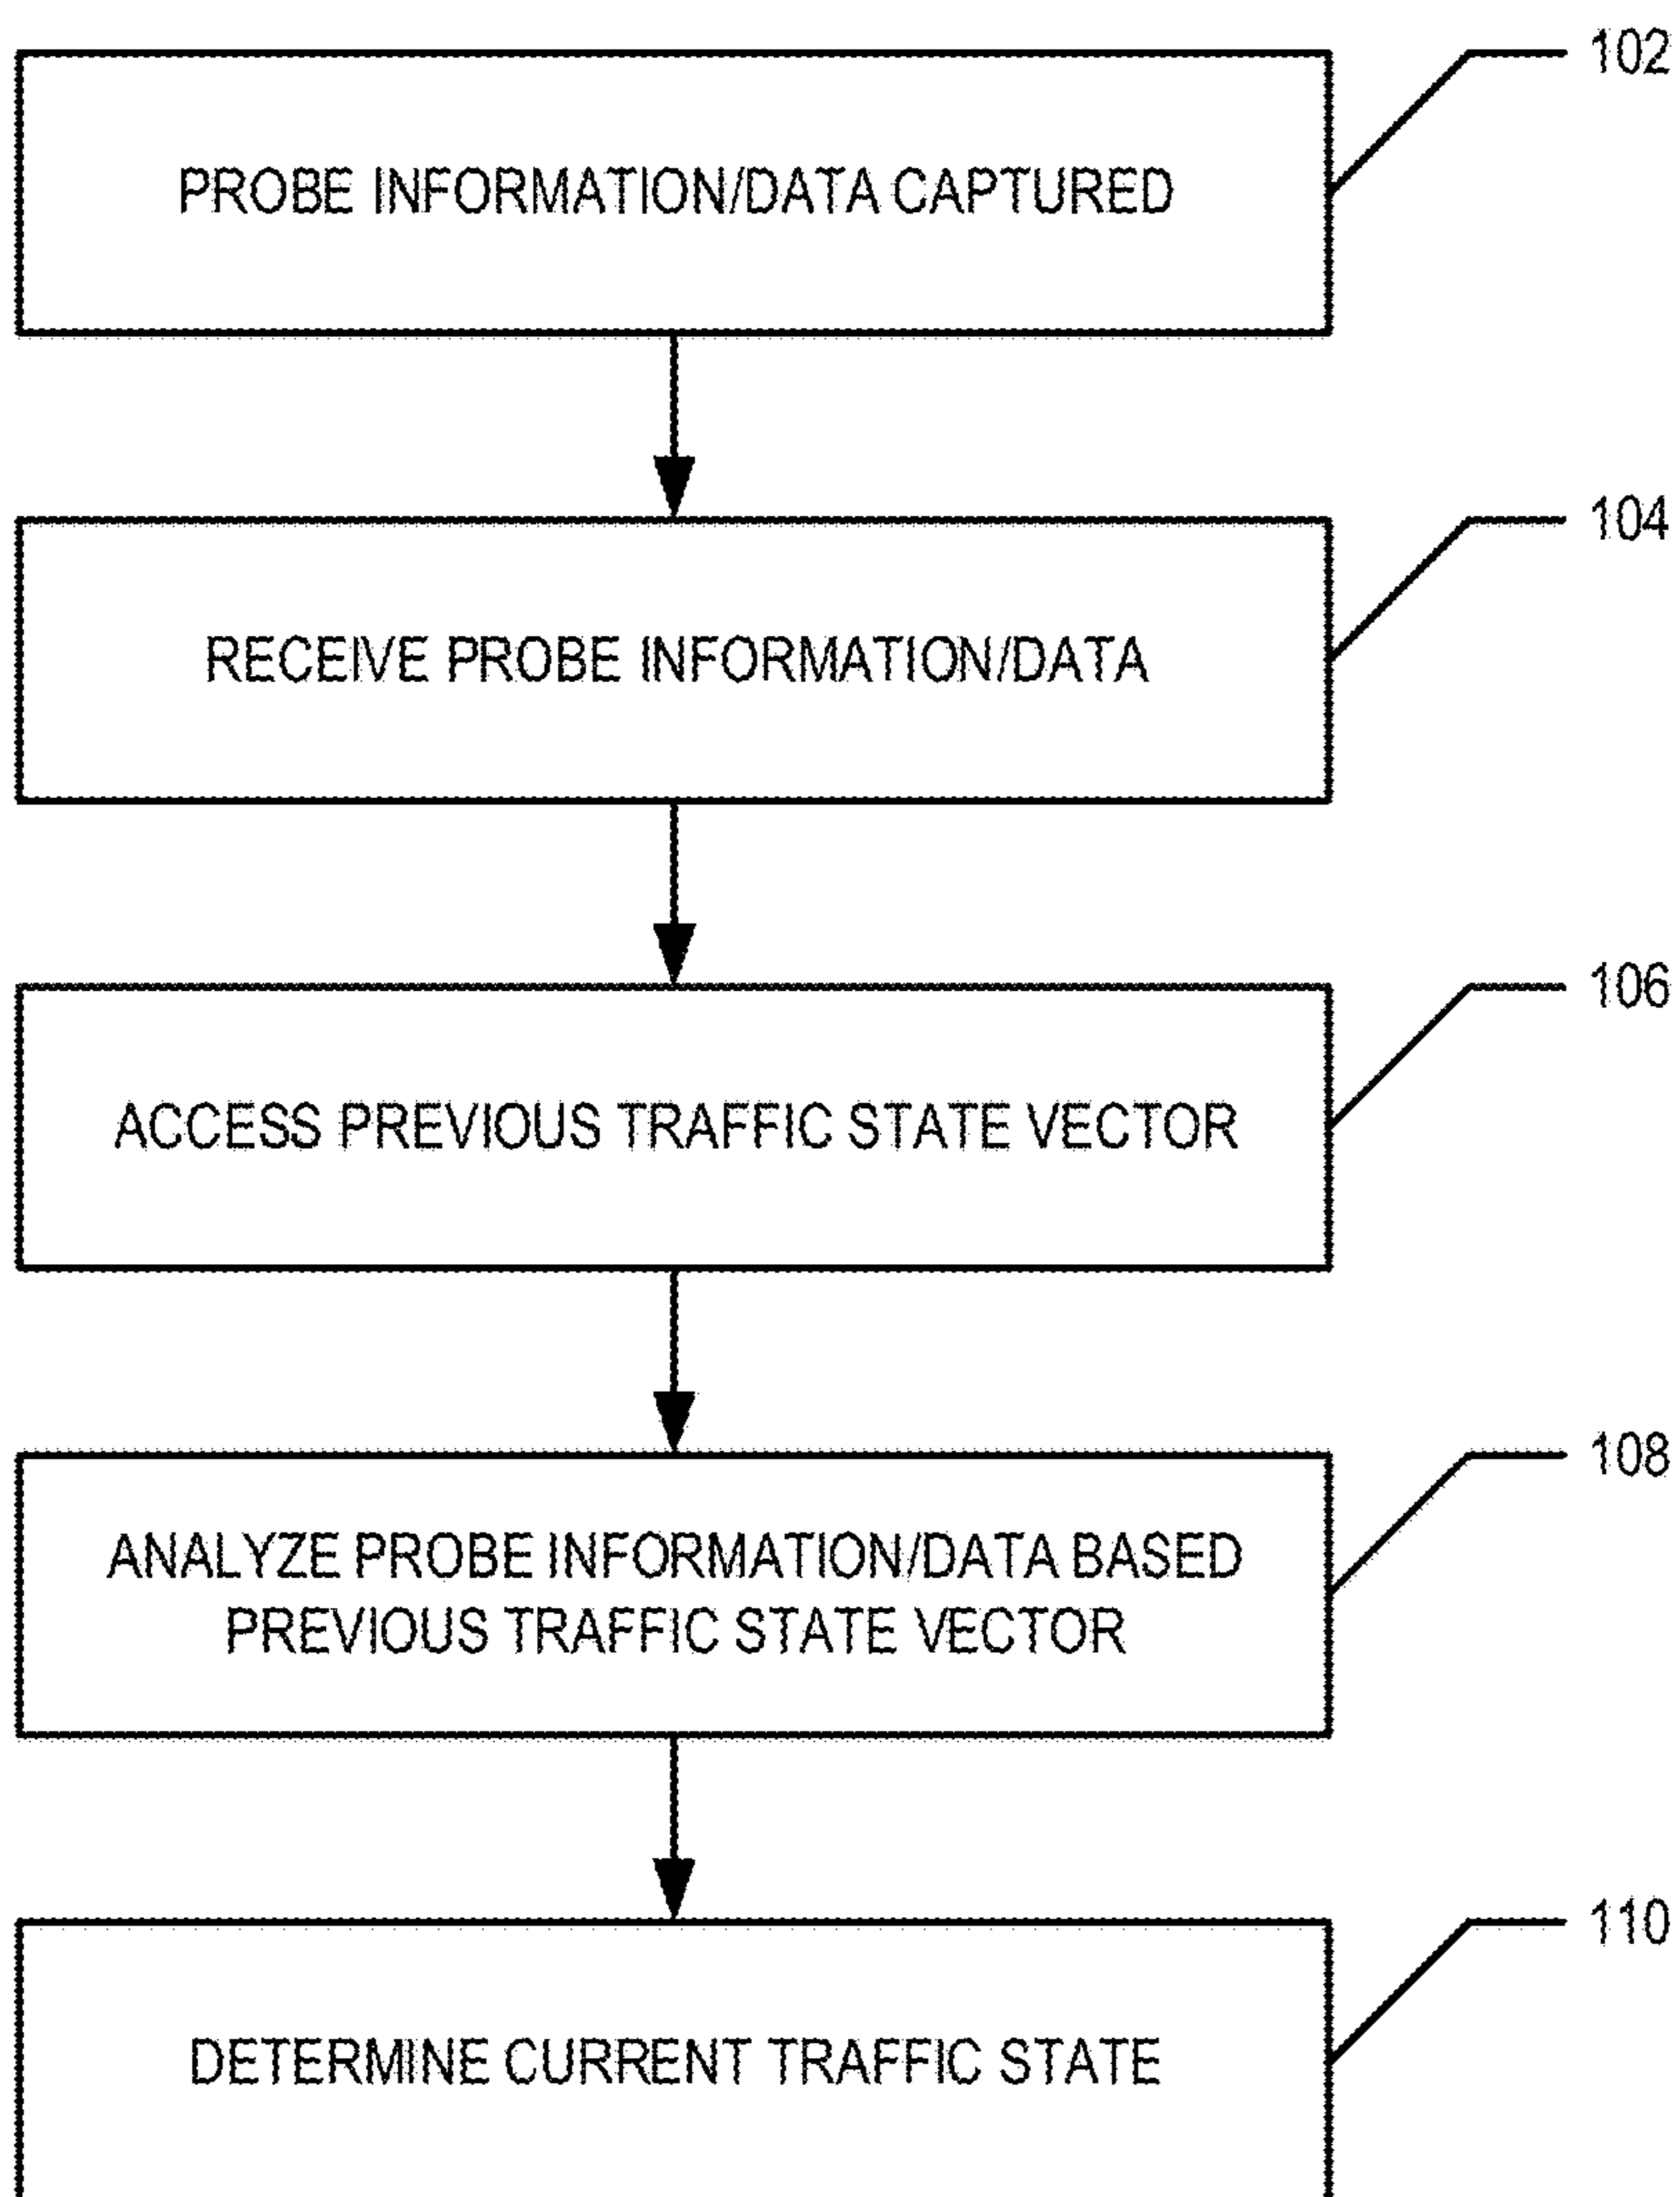 102
PROBE INFORMATION/DATA CAPTURED
104
RECEIVE PROBE INFORMATION/DATA
106
ACCESS PREVIOUS TRAFFIC STATE VECTOR
108
ANALYZE PROBE INFORMATION/DATA BASED
PREVIOUS TRAFFIC STATE VECTOR
110
DETERMINE CURRENT TRAFFIC STATE